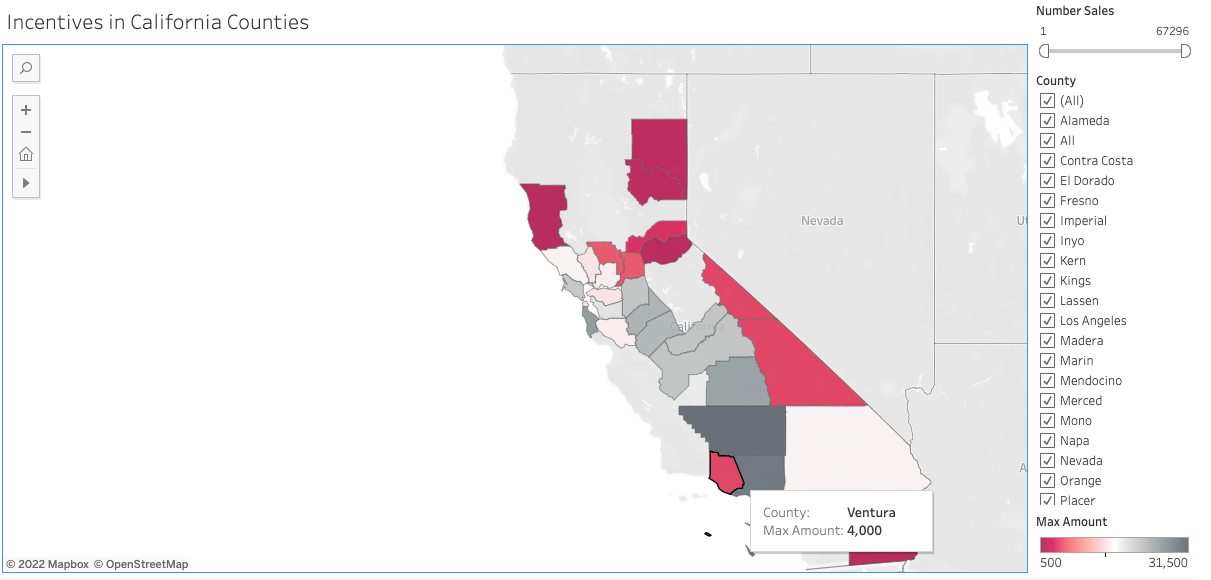 Incentives in California Counties
Number Sales
1 67296
County
(All)
Alameda
All
Contra Costa
El Dorado
Fresno
Imperial
Inyo
Kern
Kings
Lassen
Los Angeles
Madera
Marin
Mendocino
Merced
Mono
Napa
Nevada
Orange
Placer
Max Amount
500 31,500
Nevada
Ut
California
A
County: Ventura
Max Amount: 4,000
© 2022 Mapbox © OpenStreetMap